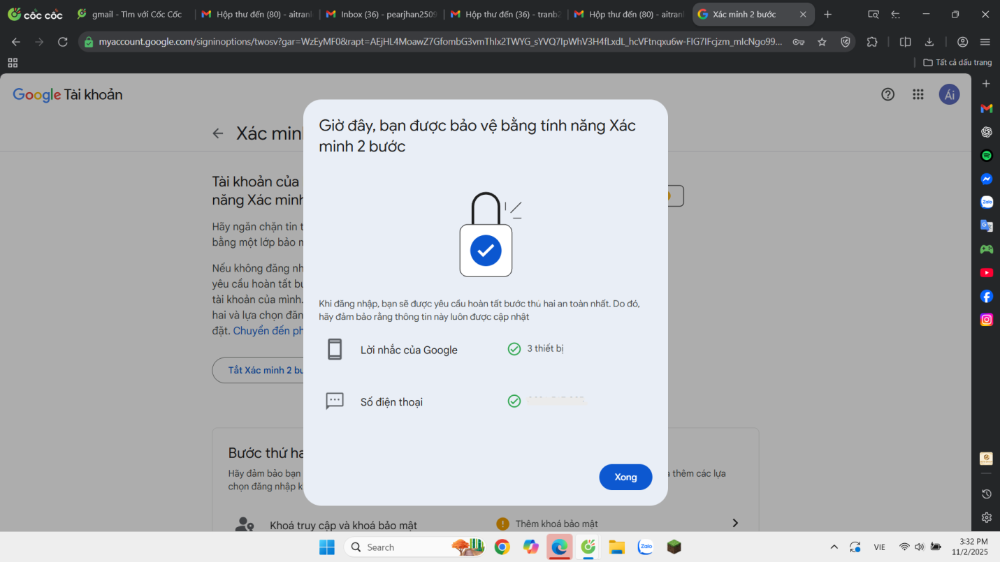 cốc cốc
gmail - Tìm với Cốc Cốc
Hộp thư đến (80) - aitranl
Inbox (36) - pearjhan2509
Hộp thư đến (36) - tranb2
Hộp thư đến (80) - aitranl
Xác minh 2 bước
myaccount.google.com/signinoptions/twosv?gar=WzEyMF0&rapt=AEjHL4MoawZ7GfombG3vmThIx2TWYG_sYVQ7lpWhV3H4fLxdL_hcVFtnqxu6w-FIG7IFcjzm_mlcNgo99...
Tất cả dấu trang
Google Tài khoản
Ái
Xác min
Giờ đây, bạn được bảo vệ bằng tính năng Xác
minh 2 bước
Tài khoản của
năng Xác minh
Hãy ngăn chặn tin t
bằng một lớp bảo m
Nếu không đăng nh
yêu cầu hoàn tất bư
tài khoản của mình.
hai và lựa chọn đăn
đặt. Chuyển đến ph
Khi đăng nhập, bạn sẽ được yêu cầu hoàn tất bước thứ hai an toàn nhất. Do đó,
hãy đảm bảo rằng thông tin này luôn được cập nhật
Lời nhắc của Google
3 thiết bị
Tắt Xác minh 2 bư
Số điện thoại
Bước thứ ha
Hãy đảm bảo bạn
a thêm các lựa
chọn đăng nhập k
Xong
Khoá truy cập và khoá bảo mật
Thêm khoá bảo mật
Zalo
Search
Zalo
VIE
3:32 PM
11/2/2025